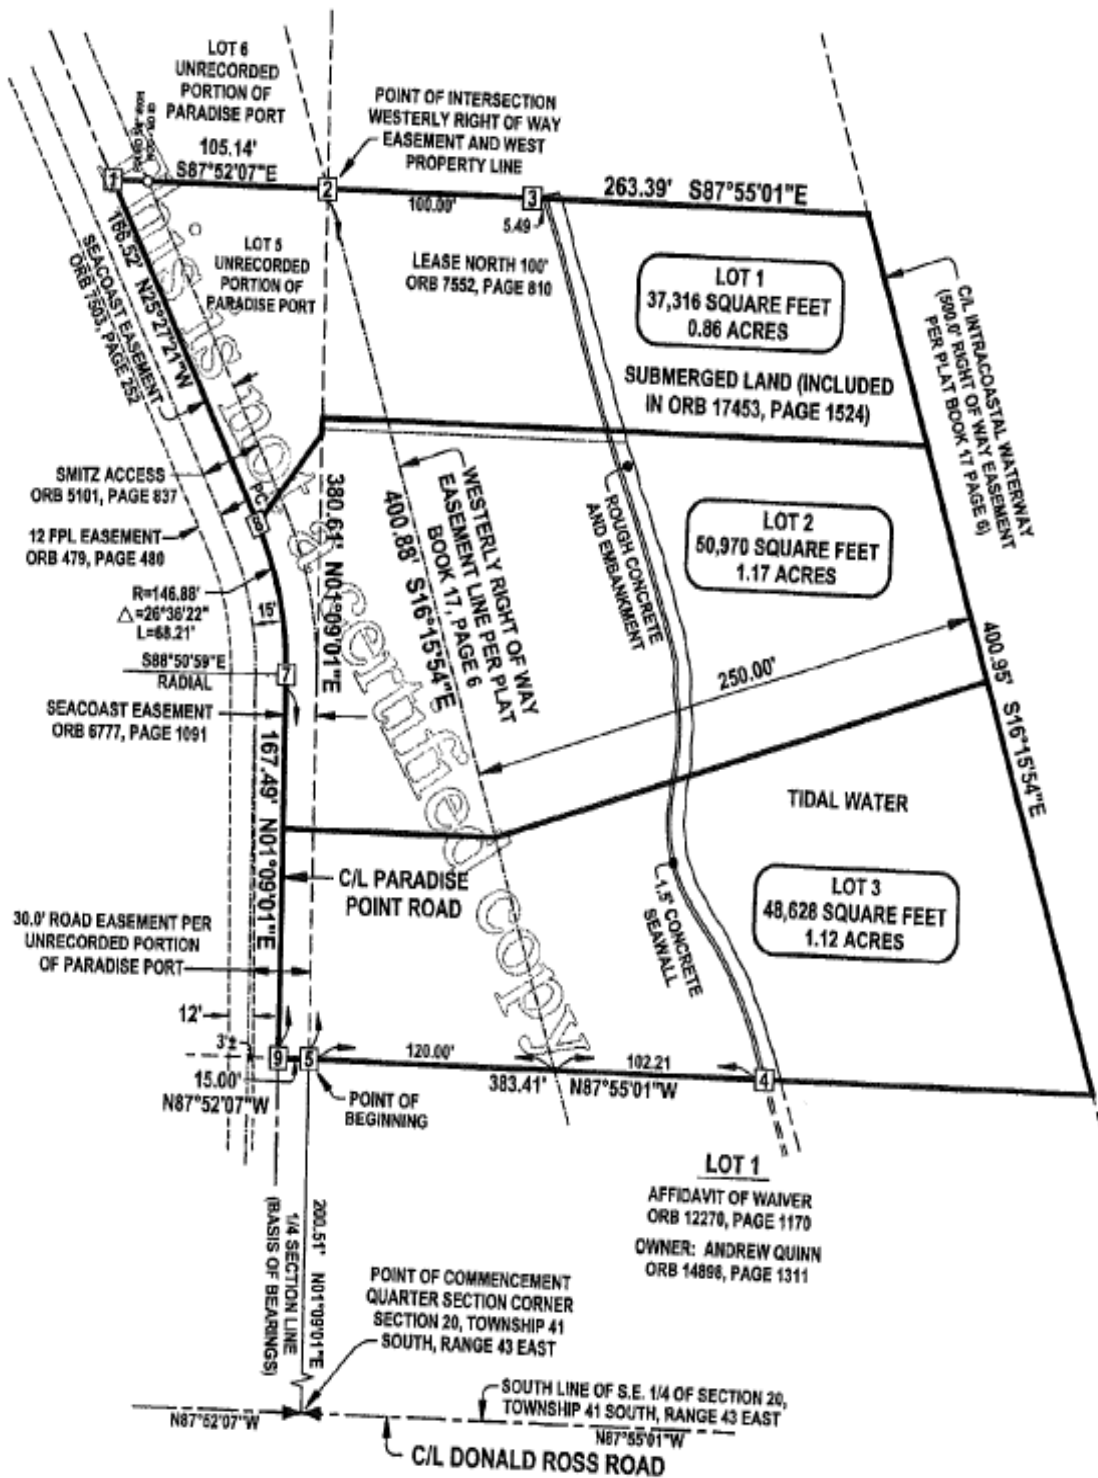 LOT 6
UNRECORDED
PORTION OF
PARADISE PORT
105.14'
S87°52'07"E
POINT OF INTERSECTION
WESTERLY RIGHT OF WAY
EASEMENT AND WEST
PROPERTY LINE
1
2
3
100.00'
5.49
263.39' S87°55'01"E
166.52' N25°27'21"W
SEACOAST EASEMENT
ORB 7503, PAGE 252
LOT 5
UNRECORDED
PORTION OF
PARADISE PORT
LEASE NORTH 100'
ORB 7552, PAGE 810
LOT 1
37,316 SQUARE FEET
0.86 ACRES
SUBMERGED LAND (INCLUDED
IN ORB 17453, PAGE 1524)
C/L INTRACOASTAL WATERWAY
(500.0' RIGHT OF WAY EASEMENT
PER PLAT BOOK 17 PAGE 6)
SMITZ ACCESS
ORB 5101, PAGE 837
12 FPL EASEMENT
ORB 479, PAGE 480
PC
8
R=146.88'
△=26°36'22"
L=68.21'
15'
S88°50'59"E
RADIAL
7
SEACOAST EASEMENT
ORB 6777, PAGE 1091
380.61' N01°09'01"E
400.88' S16°15'54"E
WESTERLY RIGHT OF WAY
EASEMENT LINE PER PLAT
BOOK 17, PAGE 6
ROUGH CONCRETE
AND EMBANKMENT
LOT 2
50,970 SQUARE FEET
1.17 ACRES
250.00'
400.95' S16°15'54"E
TIDAL WATER
167.49' N01°09'01"E
C/L PARADISE
POINT ROAD
LOT 3
48,628 SQUARE FEET
1.12 ACRES
1.5' CONCRETE
SEAWALL
30.0' ROAD EASEMENT PER
UNRECORDED PORTION
OF PARADISE PORT
12'
3'±
9
5
120.00'
102.21
4
15.00'
N87°52'07"W
383.41' N87°55'01"W
POINT OF
BEGINNING
This is not a certified copy
LOT 1
AFFIDAVIT OF WAIVER
ORB 12270, PAGE 1170
OWNER: ANDREW QUINN
ORB 14898, PAGE 1311
1/4 SECTION LINE
(BASIS OF BEARINGS)
200.51' N01°09'01"E
POINT OF COMMENCEMENT
QUARTER SECTION CORNER
SECTION 20, TOWNSHIP 41
SOUTH, RANGE 43 EAST
SOUTH LINE OF S.E. 1/4 OF SECTION 20,
TOWNSHIP 41 SOUTH, RANGE 43 EAST
N87°52'07"W
N87°55'01"W
C/L DONALD ROSS ROAD